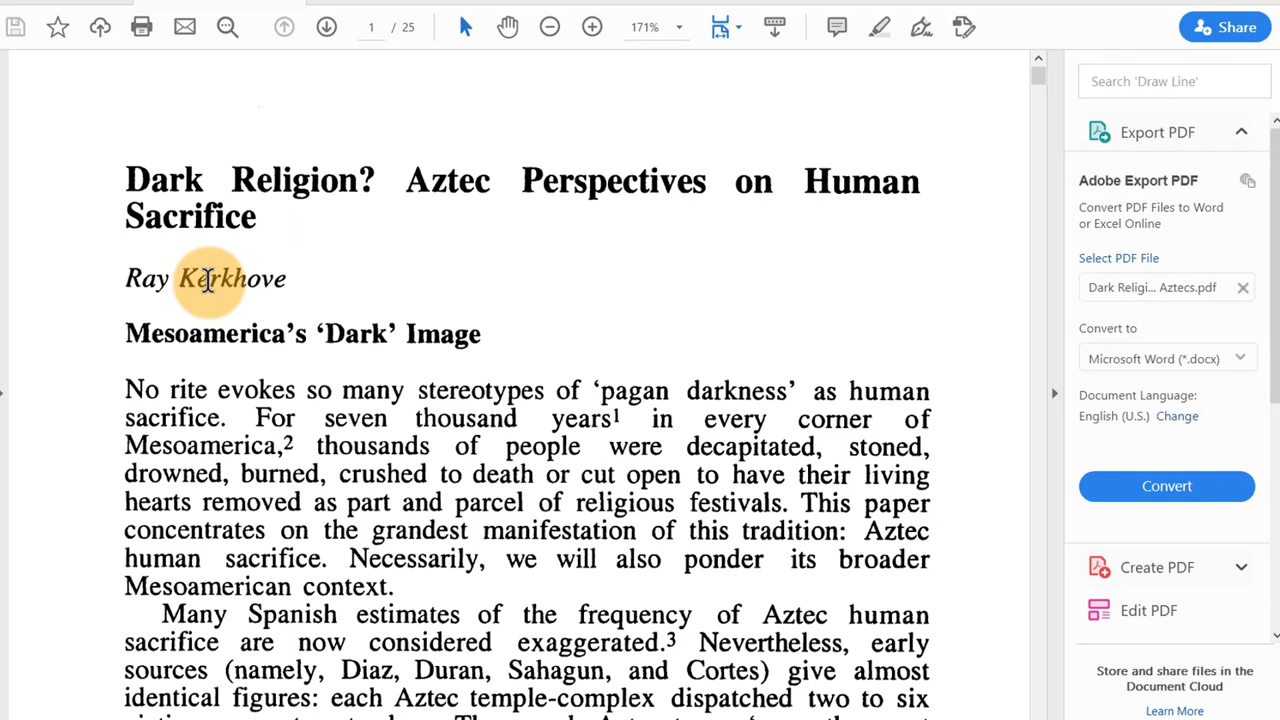 1 / 25
171%
Share
Search 'Draw Line'
Export PDF
Adobe Export PDF
Convert PDF Files to Word
or Excel Online
Select PDF File
Dark Religi... Aztecs.pdf
Convert to
Microsoft Word (*.docx)
Document Language:
English (U.S.) Change
Convert
Create PDF
Edit PDF
Store and share files in the
Document Cloud
Learn More
Dark Religion? Aztec Perspectives on Human
Sacrifice
Ray Kerkhove
Mesoamerica's 'Dark' Image
No rite evokes so many stereotypes of 'pagan darkness' as human
sacrifice. For seven thousand years1 in every corner of
Mesoamerica,2 thousands of people were decapitated, stoned,
drowned, burned, crushed to death or cut open to have their living
hearts removed as part and parcel of religious festivals. This paper
concentrates on the grandest manifestation of this tradition: Aztec
human sacrifice. Necessarily, we will also ponder its broader
Mesoamerican context.
Many Spanish estimates of the frequency of Aztec human
sacrifice are now considered exaggerated.3 Nevertheless, early
sources (namely, Diaz, Duran, Sahagun, and Cortes) give almost
identical figures: each Aztec temple-complex dispatched two to six